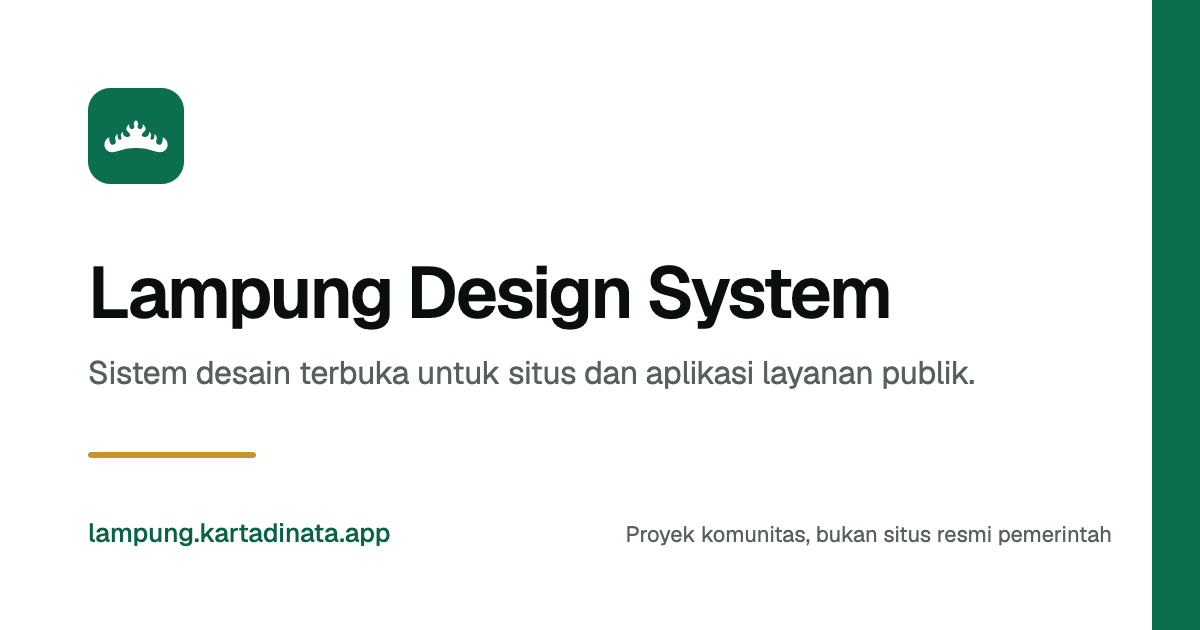 Lampung Design System
Sistem desain terbuka untuk situs dan aplikasi layanan publik.
lampung.kartadinata.app
Proyek komunitas, bukan situs resmi pemerintah